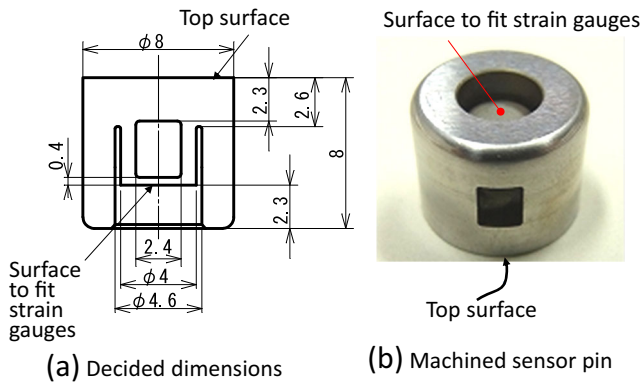 φ8
Top surface
2.3
2.6
0.4
8
2.3
2.4
φ4
φ4.6
Surface
to fit
strain
gauges
(a) Decided dimensions
Surface to fit strain gauges
Top surface
(b) Machined sensor pin